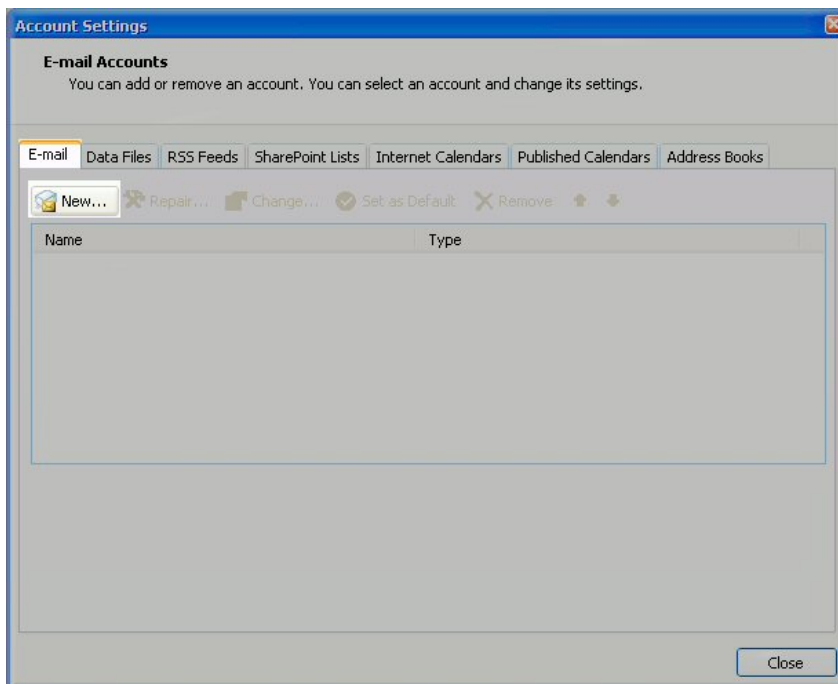 Account Settings
E-mail Accounts
You can add or remove an account. You can select an account and change its settings.
E-mail Data Files RSS Feeds SharePoint Lists Internet Calendars Published Calendars Address Books
New... Repair... Change... Set as Default Remove
Name Type
Close